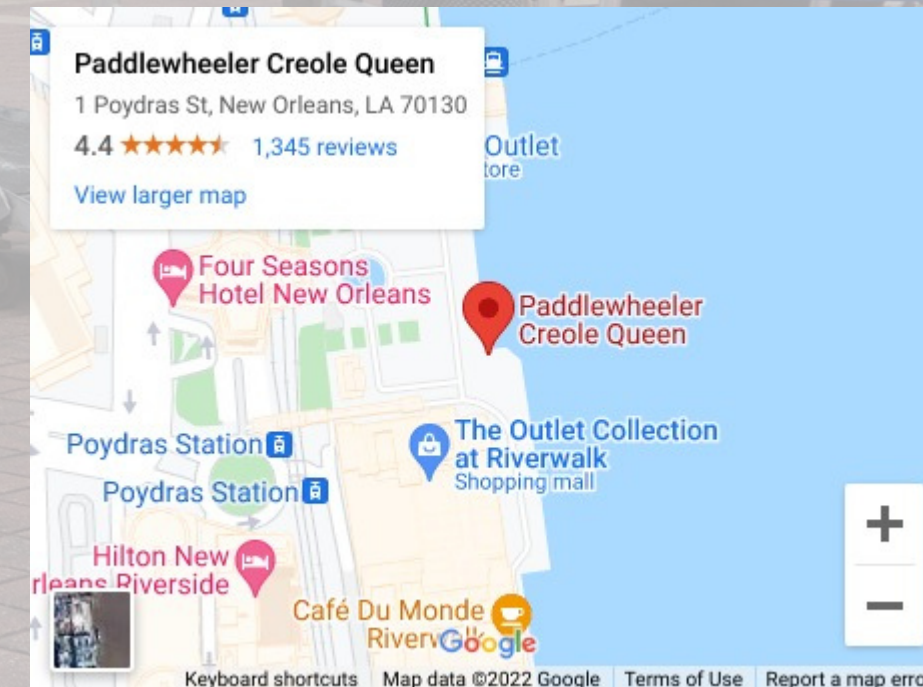 Paddlewheeler Creole Queen
1 Poydras St, New Orleans, LA 70130
4.4
1,345 reviews
View larger map
Outlet
tore
Four Seasons
Hotel New Orleans
Paddlewheeler
Creole Queen
The Outlet Collection
at Riverwalk
Shopping mall
Poydras Station
Poydras Station
Hilton New
rleans Riverside
Café Du Monde
Riverwalk
Google
+
−
Keyboard shortcuts
Map data ©2022 Google
Terms of Use
Report a map erro